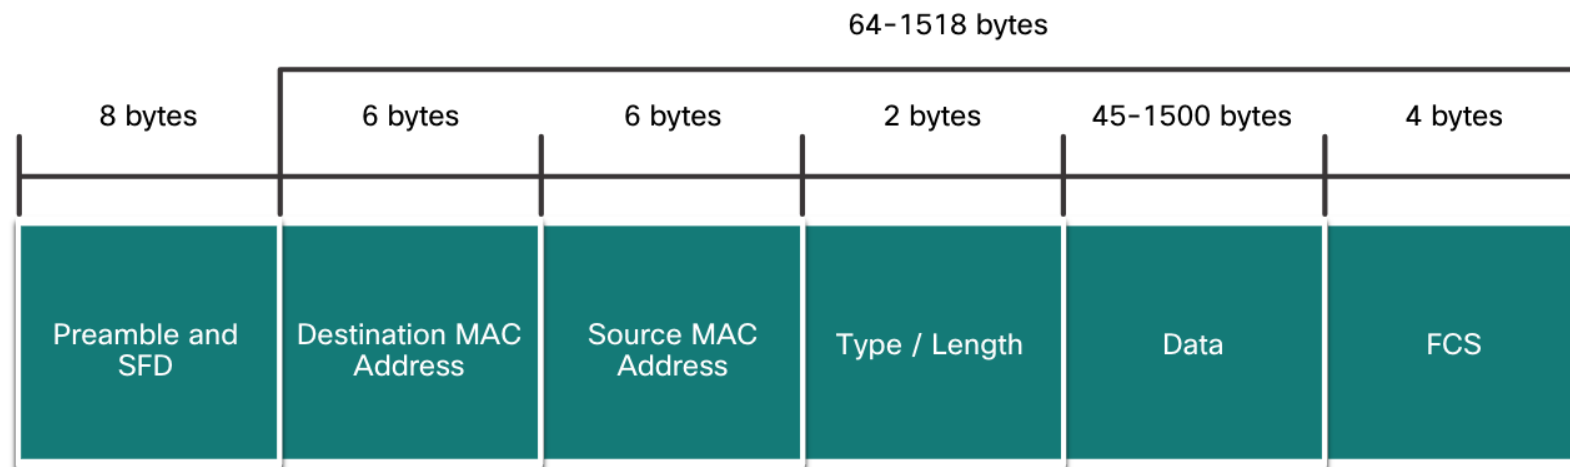 64-1518 bytes
8 bytes
6 bytes
6 bytes
2 bytes
45-1500 bytes
4 bytes
Preamble and
SFD
Destination MAC
Address
Source MAC
Address
Type / Length
Data
FCS